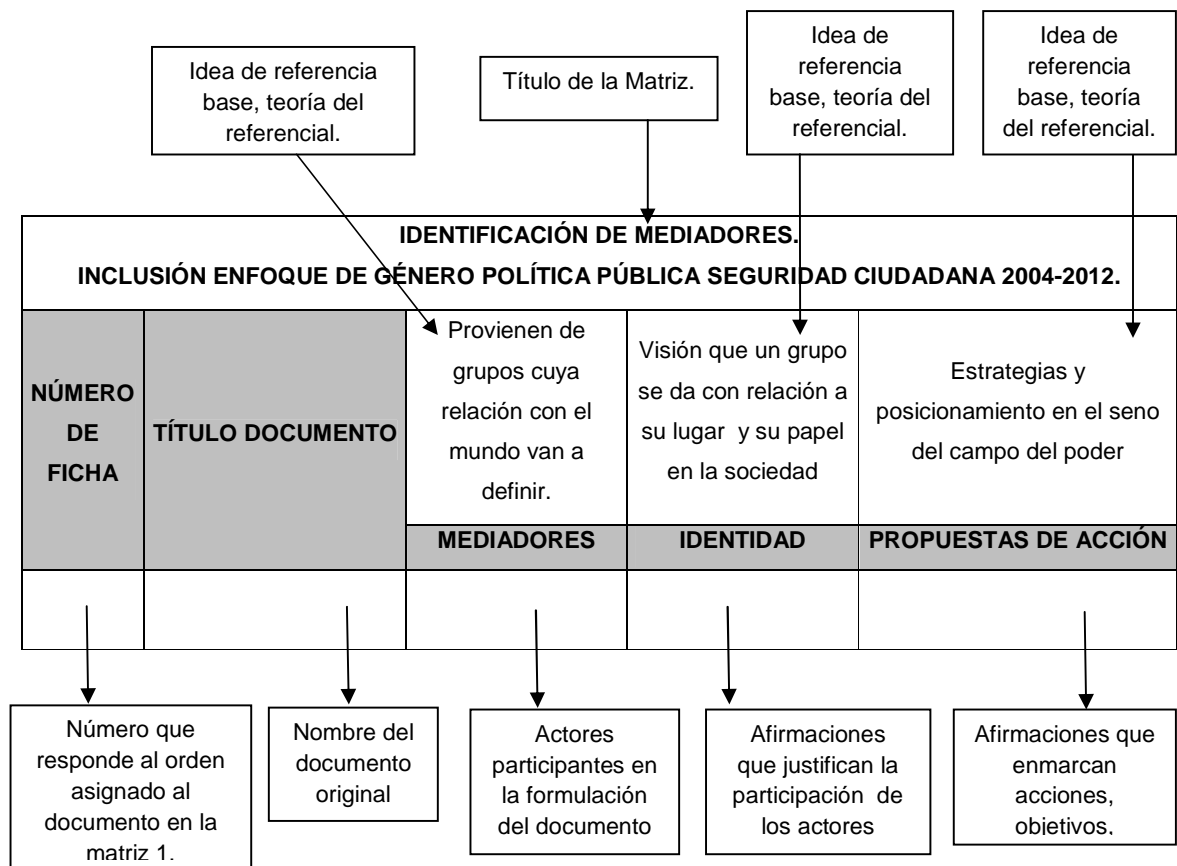 Idea de referencia
base, teoría del
referencial.
Título de la Matriz.
Idea de
referencia
base, teoría del
referencial.
Idea de
referencia
base, teoría
del referencial.
IDENTIFICACIÓN DE MEDIADORES.
INCLUSIÓN ENFOQUE DE GÉNERO POLÍTICA PÚBLICA SEGURIDAD CIUDADANA 2004-2012.
NÚMERO
DE
FICHA
TÍTULO DOCUMENTO
Provienen de
grupos cuya
relación con el
mundo van a
definir.
Visión que un grupo
se da con relación a
su lugar y su papel
en la sociedad
Estrategias y
posicionamiento en el seno
del campo del poder
MEDIADORES
IDENTIDAD
PROPUESTAS DE ACCIÓN
Número que
responde al orden
asignado al
documento en la
matriz 1.
Nombre del
documento
original
Actores
participantes en
la formulación
del documento
Afirmaciones
que justifican la
participación de
los actores
Afirmaciones que
enmarcan
acciones,
objetivos.